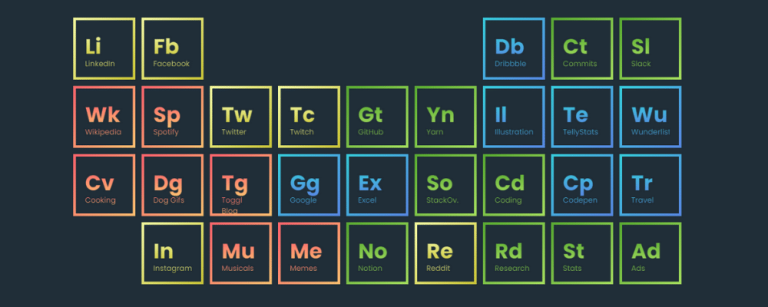 Li Fb Db Ct Sl
LinkedIn Facebook Dribbble Commits Slack
Wk Sp Tw Tc Gt Yn Il Te Wu
Wikipedia Spotify Twitter Twitch GitHub Yarn Illustration TellyStats Wunderlist
Cv Dg Tg Gg Ex So Cd Cp Tr
Cooking Dog Gifs Toggl Google Excel StackOv. Coding Codepen Travel
Blog
In Mu Me No Re Rd St Ad
Instagram Musicals Memes Notion Reddit Research Stats Ads